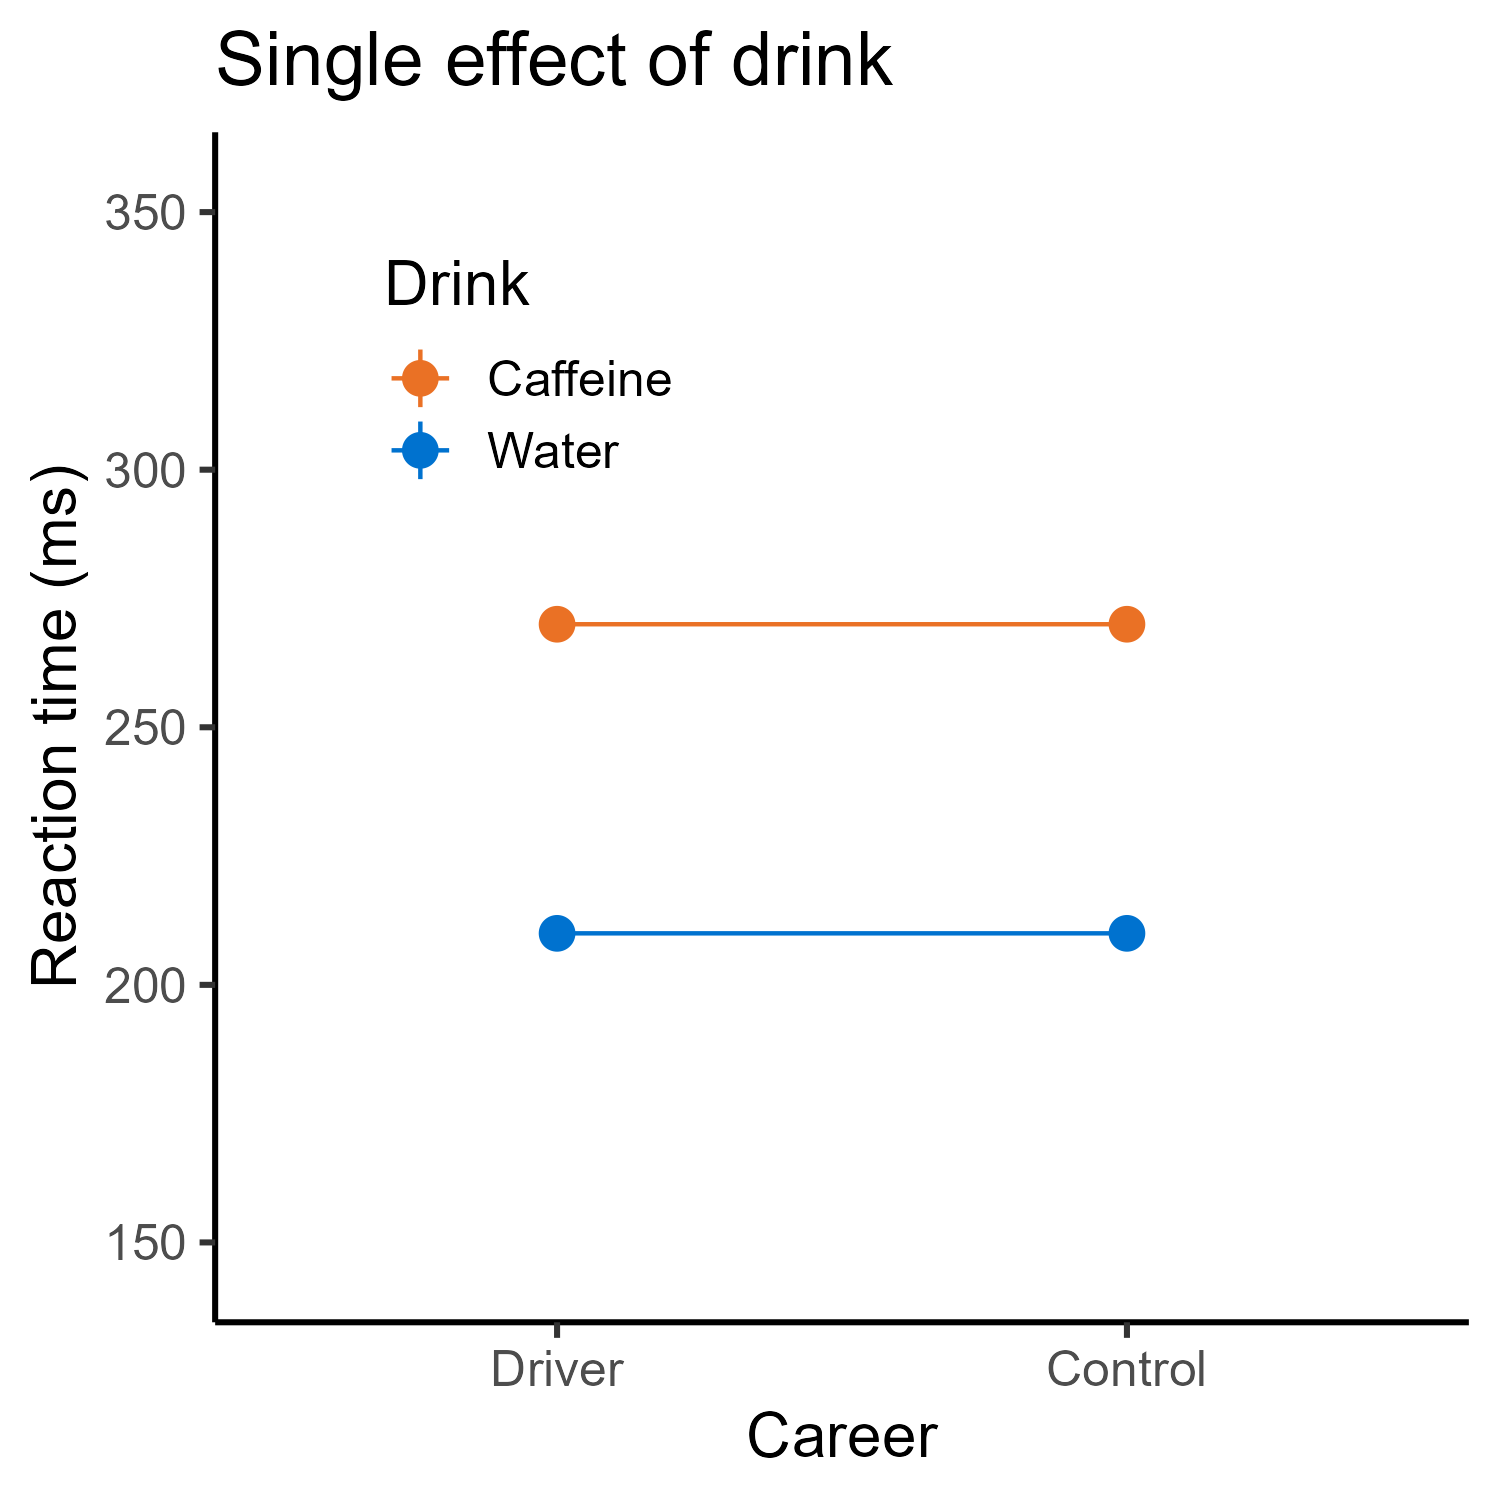 Single effect of drink
350
300
250
200
150
Reaction time (ms)
Drink
Caffeine
Water
Driver
Control
Career